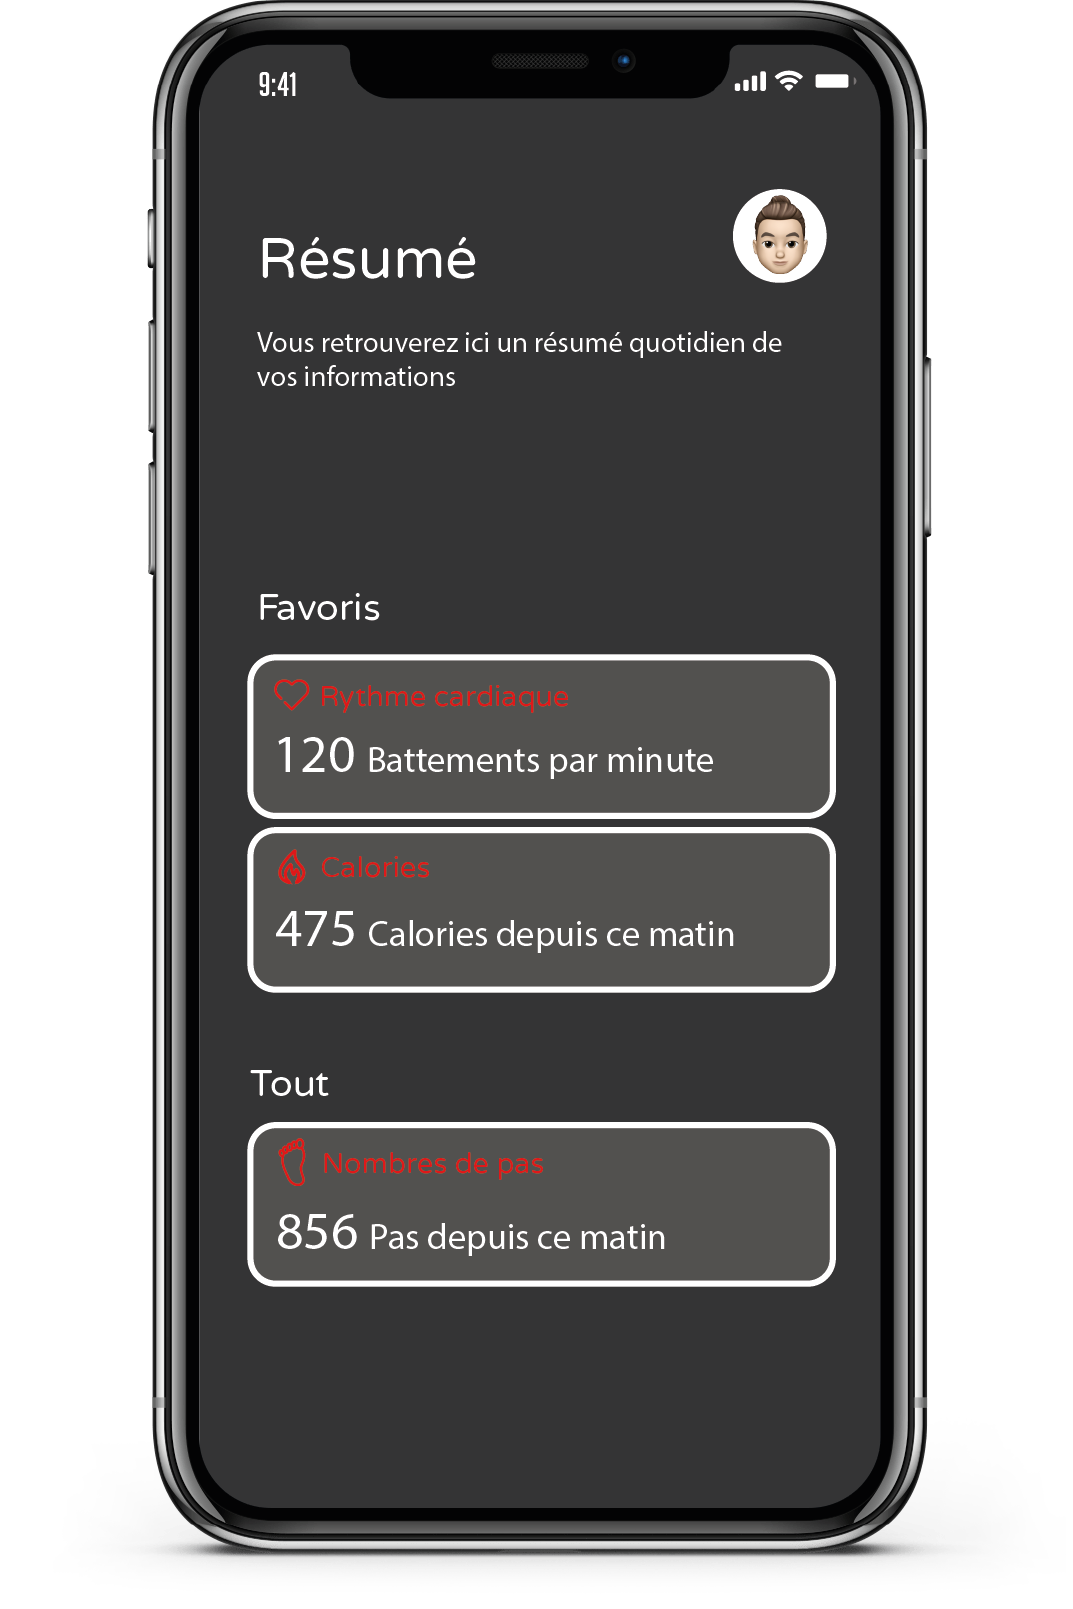 9:41
Résumé
Vous retrouverez ici un résumé quotidien de
vos informations
Favoris
Rythme cardiaque
120 Battements par minute
Calories
475 Calories depuis ce matin
Tout
Nombres de pas
856 Pas depuis ce matin